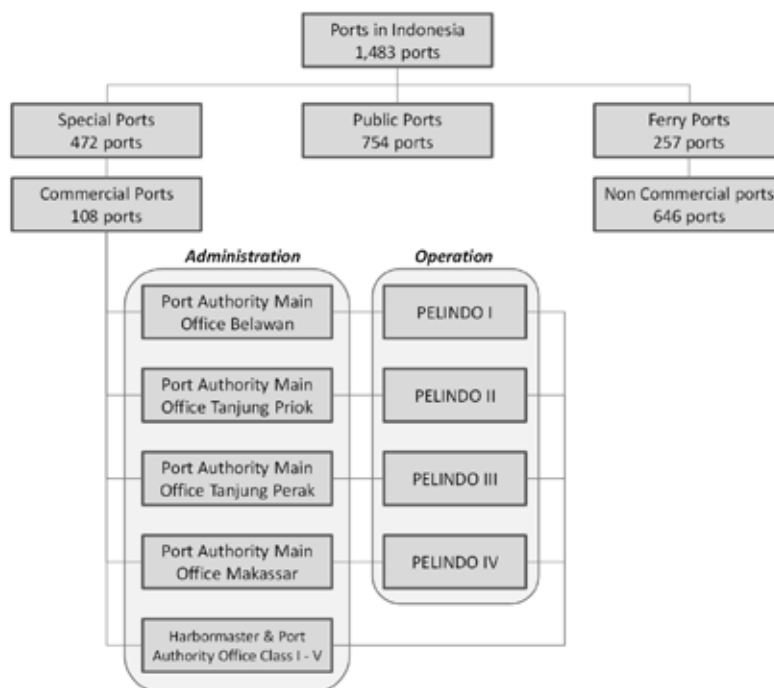 Ports in Indonesia
1,483 ports
Special Ports
472 ports
Public Ports
754 ports
Ferry Ports
257 ports
Commercial Ports
108 ports
Non Commercial ports
646 ports
Administration
Operation
Port Authority Main
Office Belawan
PELINDO I
Port Authority Main
Office Tanjung Priok
PELINDO II
Port Authority Main
Office Tanjung Perak
PELINDO III
Port Authority Main
Office Makassar
PELINDO IV
Harbormaster & Port
Authority Office Class I - V